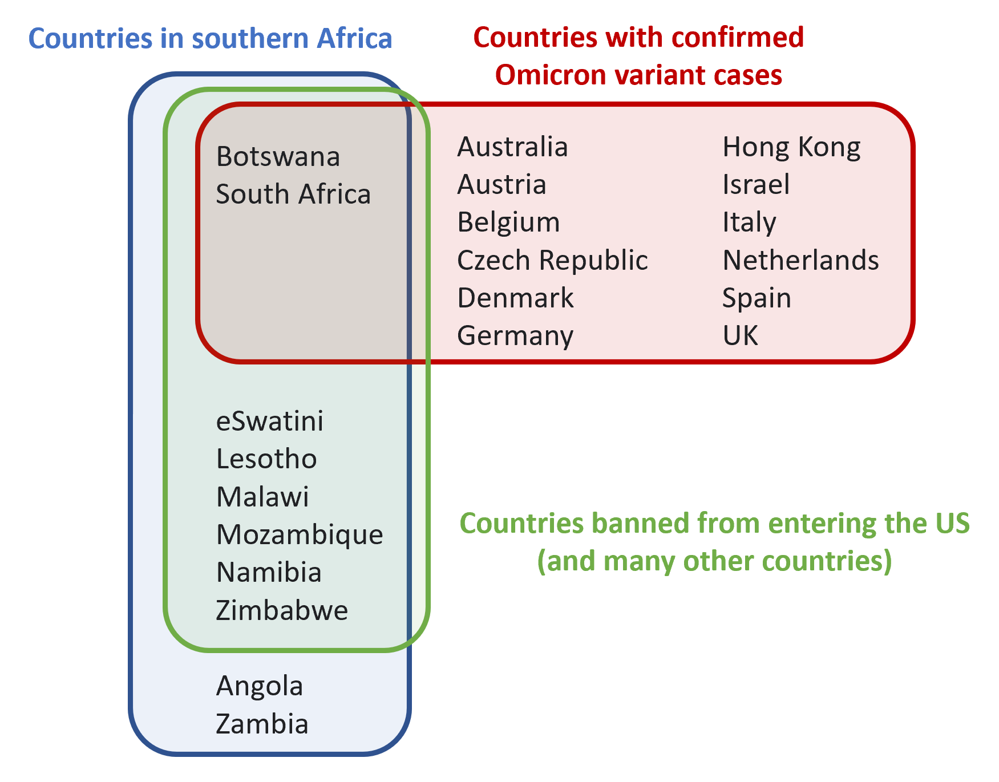 Countries in southern Africa
Countries with confirmed
Omicron variant cases
Botswana
South Africa
Australia
Austria
Belgium
Czech Republic
Denmark
Germany
Hong Kong
Israel
Italy
Netherlands
Spain
UK
eSwatini
Lesotho
Malawi
Mozambique
Namibia
Zimbabwe
Countries banned from entering the US
(and many other countries)
Angola
Zambia